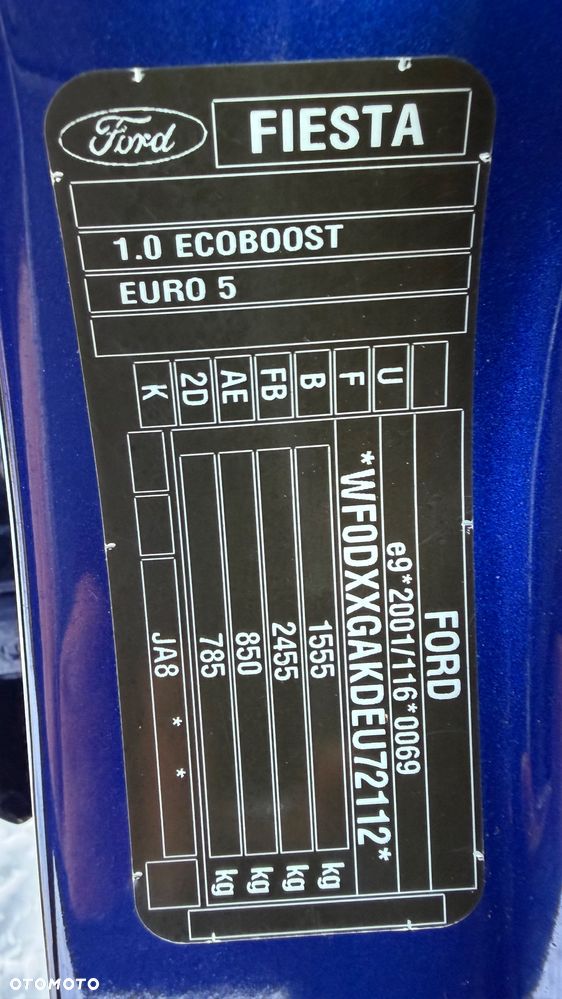 Ford
FIESTA
1.0 ECOBOOST
EURO 5
K 2D AE FB B F U
FORD
e9*2001/116*0069
*WF0DXXGAKDEU72112*
1555 kg
2455 kg
850 kg
785 kg
JA8 * *
OTOMOTO